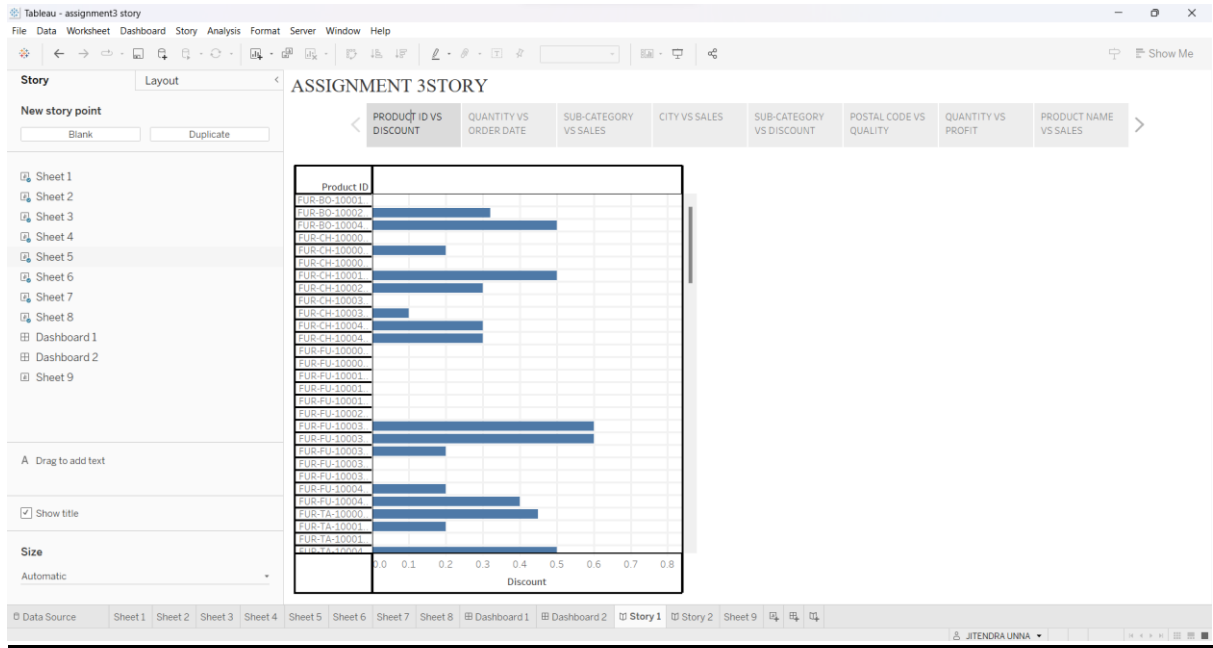 Tableau - assignment3 story
File Data Worksheet Dashboard Story Analysis Format Server Window Help
Show Me
Story Layout
ASSIGNMENT 3STORY
New story point
Blank Duplicate
PRODUCT ID VS DISCOUNT
QUANTITY VS ORDER DATE
SUB-CATEGORY VS SALES
CITY VS SALES
SUB-CATEGORY VS DISCOUNT
POSTAL CODE VS QUALITY
QUANTITY VS PROFIT
PRODUCT NAME VS SALES
Sheet 1
Sheet 2
Sheet 3
Sheet 4
Sheet 5
Sheet 6
Sheet 7
Sheet 8
Dashboard 1
Dashboard 2
Sheet 9
A Drag to add text
Show title
Size
Automatic
Product ID
FUR-BO-10001..
FUR-BO-10002..
FUR-BO-10004..
FUR-CH-10000..
FUR-CH-10000..
FUR-CH-10000..
FUR-CH-10001..
FUR-CH-10002..
FUR-CH-10003..
FUR-CH-10003..
FUR-CH-10004..
FUR-CH-10004..
FUR-FU-10000..
FUR-FU-10000..
FUR-FU-10001..
FUR-FU-10001..
FUR-FU-10001..
FUR-FU-10002..
FUR-FU-10003..
FUR-FU-10003..
FUR-FU-10003..
FUR-FU-10003..
FUR-FU-10003..
FUR-FU-10004..
FUR-FU-10004..
FUR-TA-10000..
FUR-TA-10001..
FUR-TA-10001..
FUR-TA-10004..
0.0 0.1 0.2 0.3 0.4 0.5 0.6 0.7 0.8
Discount
Data Source Sheet 1 Sheet 2 Sheet 3 Sheet 4 Sheet 5 Sheet 6 Sheet 7 Sheet 8 Dashboard 1 Dashboard 2 Story 1 Story 2 Sheet 9
JITENDRA UNNA